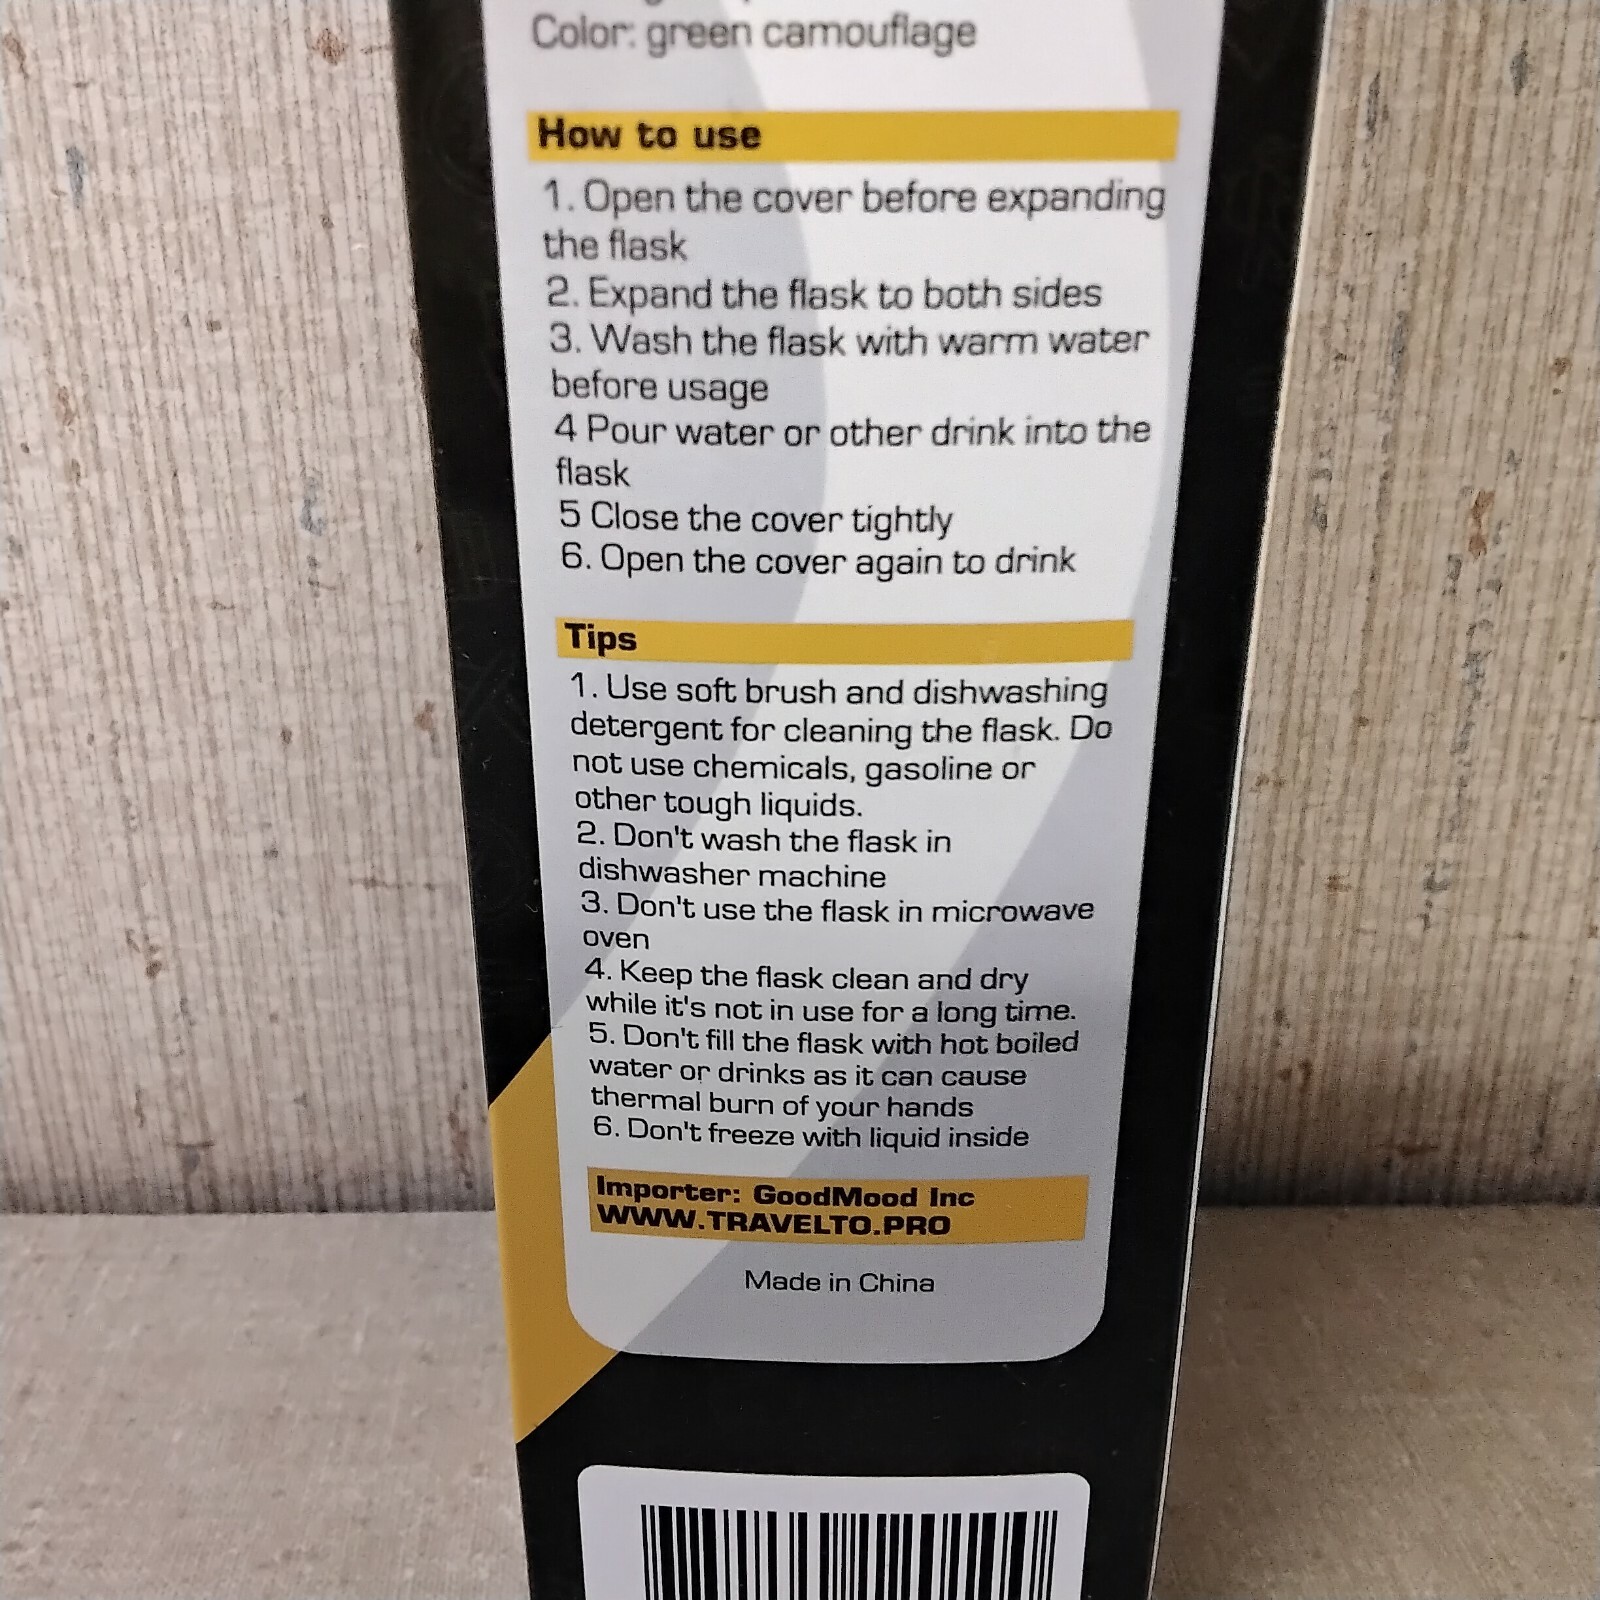 Color: green camouflage
How to use
1. Open the cover before expanding
the flask
2. Expand the flask to both sides
3. Wash the flask with warm water
before usage
4 Pour water or other drink into the
flask
5 Close the cover tightly
6. Open the cover again to drink
Tips
1. Use soft brush and dishwashing
detergent for cleaning the flask. Do
not use chemicals, gasoline or
other tough liquids.
2. Don't wash the flask in
dishwasher machine
3. Don't use the flask in microwave
oven
4. Keep the flask clean and dry
while it's not in use for a long time.
5. Don't fill the flask with hot boiled
water or drinks as it can cause
thermal burn of your hands
6. Don't freeze with liquid inside
Importer: GoodMood Inc
WWW.TRAVELTO.PRO
Made in China